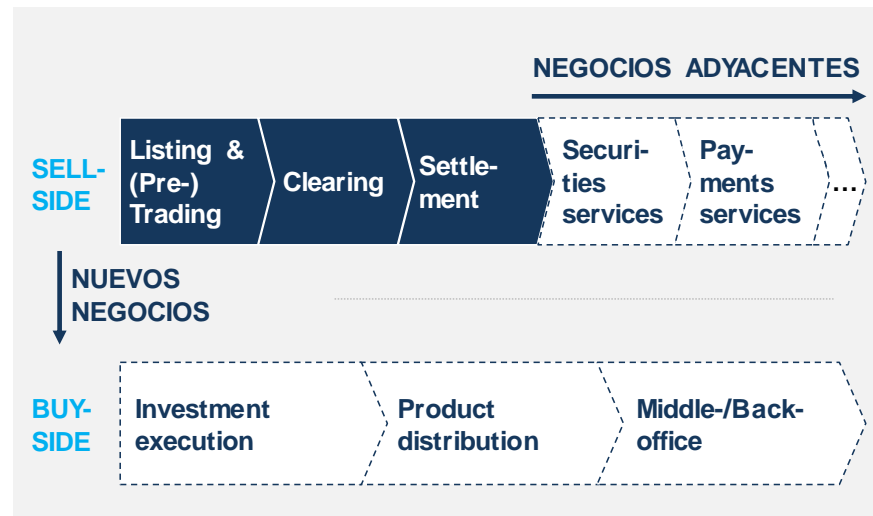 NEGOCIOS ADYACENTES
SELL-
SIDE
Listing &
(Pre-)
Trading
Clearing
Settle-
ment
Securi-
ties
services
Pay-
ments
services
...
NUEVOS
NEGOCIOS
BUY-
SIDE
Investment
execution
Product
distribution
Middle-/Back-
office